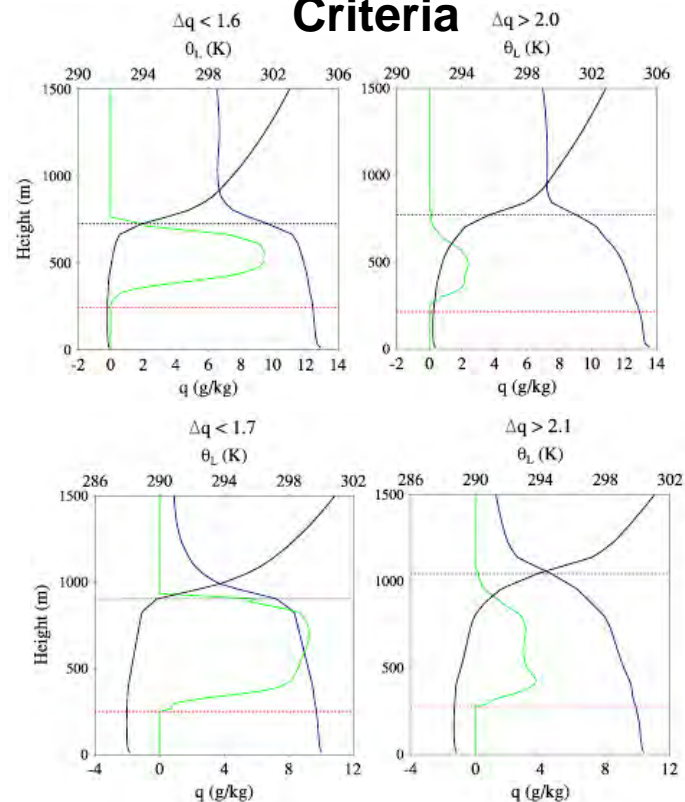 Criteria
Δq < 1.6
θL (K)
290 294 298 302 306
1500
1000
500
0
Height (m)
-2 0 2 4 6 8 10 12 14
q (g/kg)
Δq > 2.0
θL (K)
290 294 298 302 306
1500
1000
500
0
-2 0 2 4 6 8 10 12 14
q (g/kg)
Δq < 1.7
θL (K)
286 290 294 298 302
1500
1000
500
0
Height (m)
-4 0 4 8 12
q (g/kg)
Δq > 2.1
θL (K)
286 290 294 298 302
1500
1000
500
0
-4 0 4 8 12
q (g/kg)